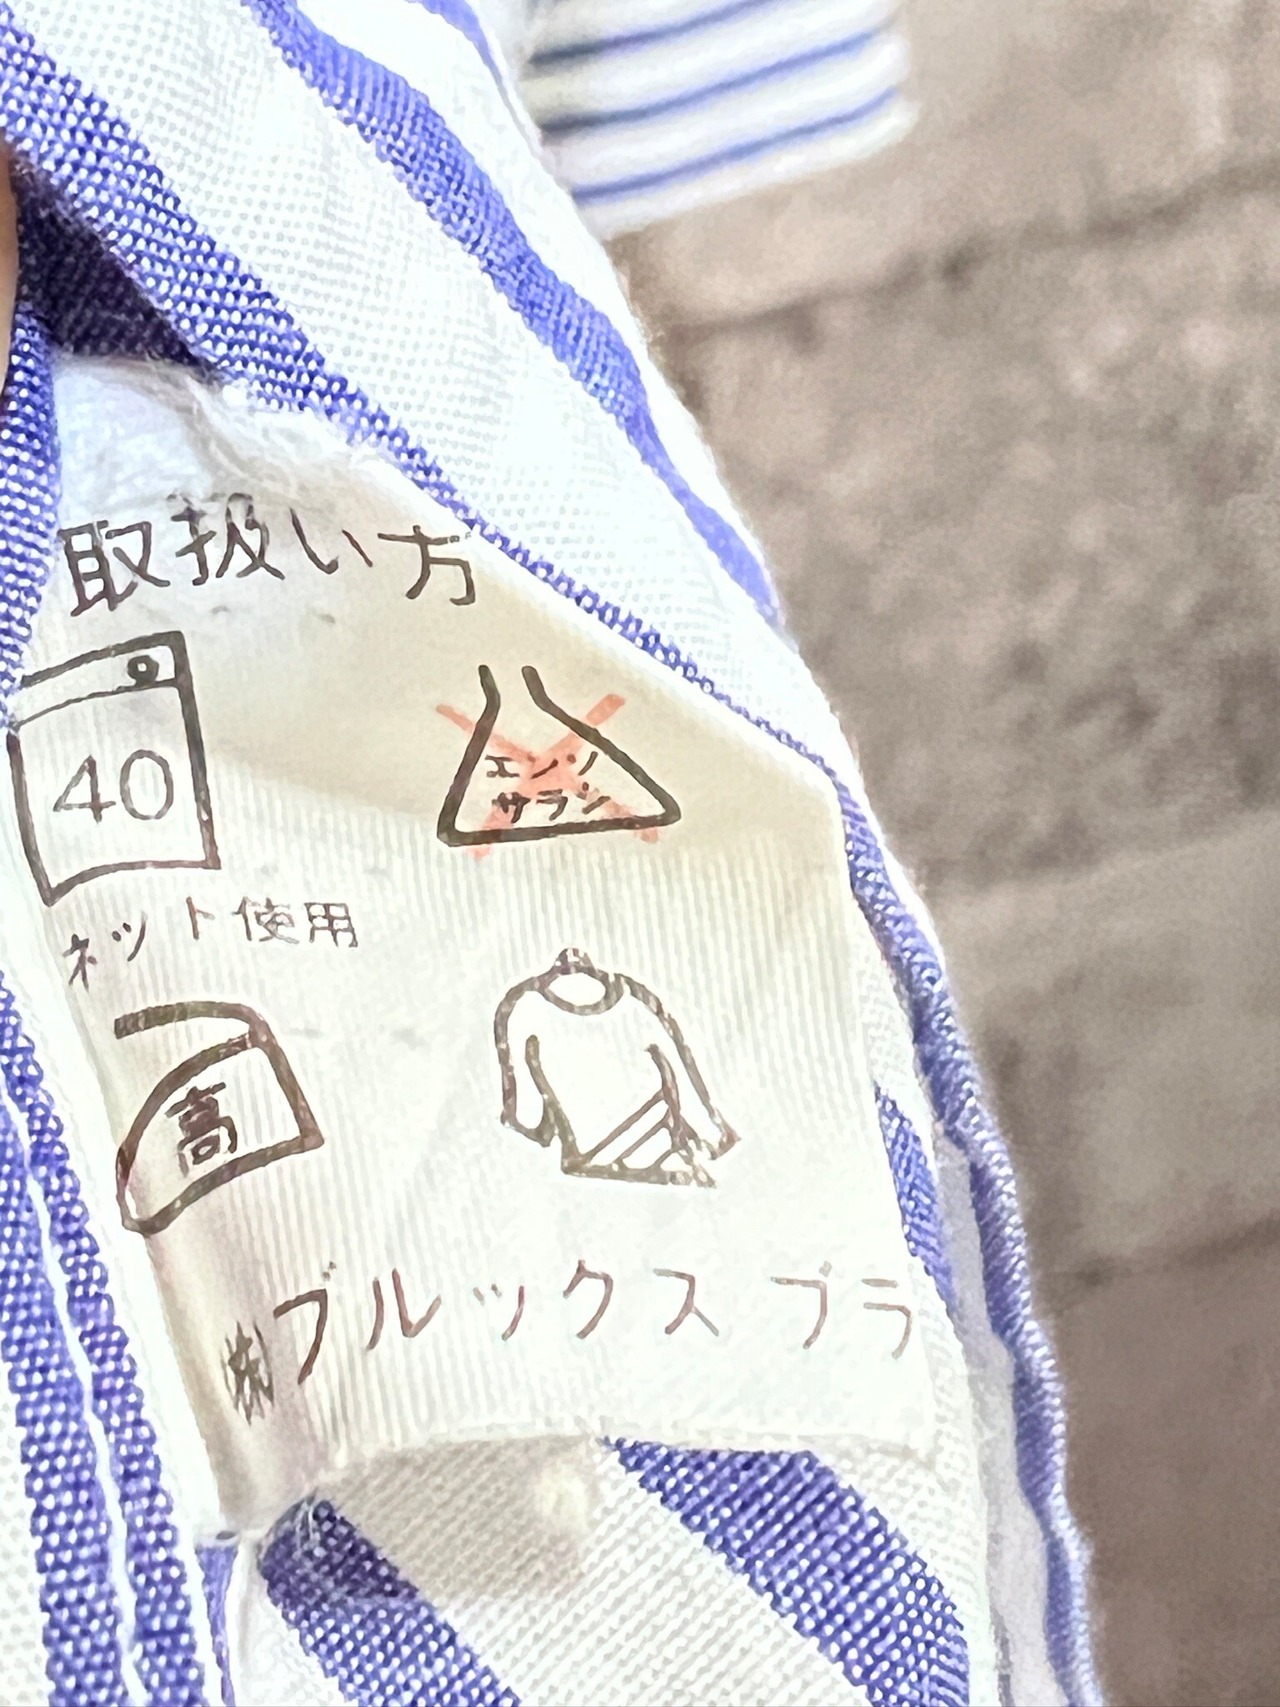 取扱い方
40
エンソ
サラシ
ネット使用
高
㈱ブルックス ブラ